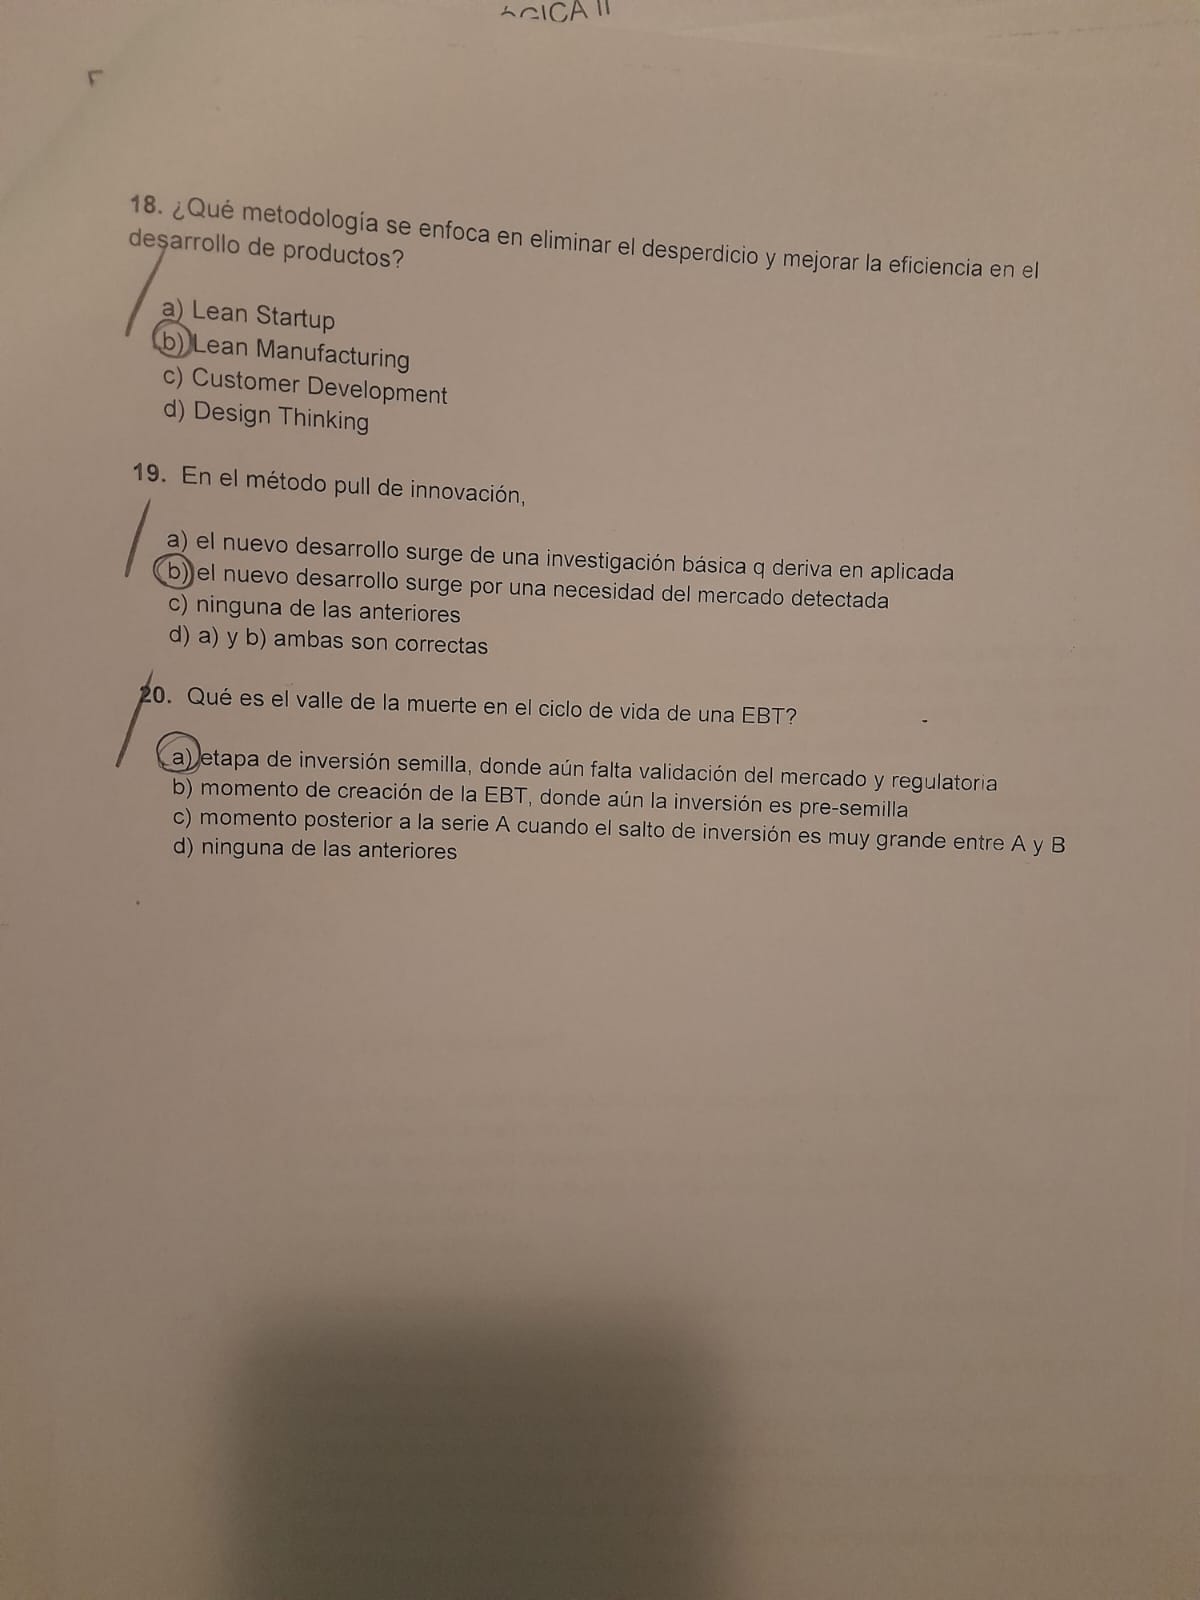 18. ¿Qué metodología se enfoca en eliminar el desperdicio y mejorar la eficiencia en el
desarrollo de productos?
a) Lean Startup
b) Lean Manufacturing
c) Customer Development
d) Design Thinking
19. En el método pull de innovación,
a) el nuevo desarrollo surge de una investigación básica q deriva en aplicada
b) el nuevo desarrollo surge por una necesidad del mercado detectada
c) ninguna de las anteriores
d) a) y b) ambas son correctas
20. Qué es el valle de la muerte en el ciclo de vida de una EBT?
a) etapa de inversión semilla, donde aún falta validación del mercado y regulatoria
b) momento de creación de la EBT, donde aún la inversión es pre-semilla
c) momento posterior a la serie A cuando el salto de inversión es muy grande entre A y B
d) ninguna de las anteriores